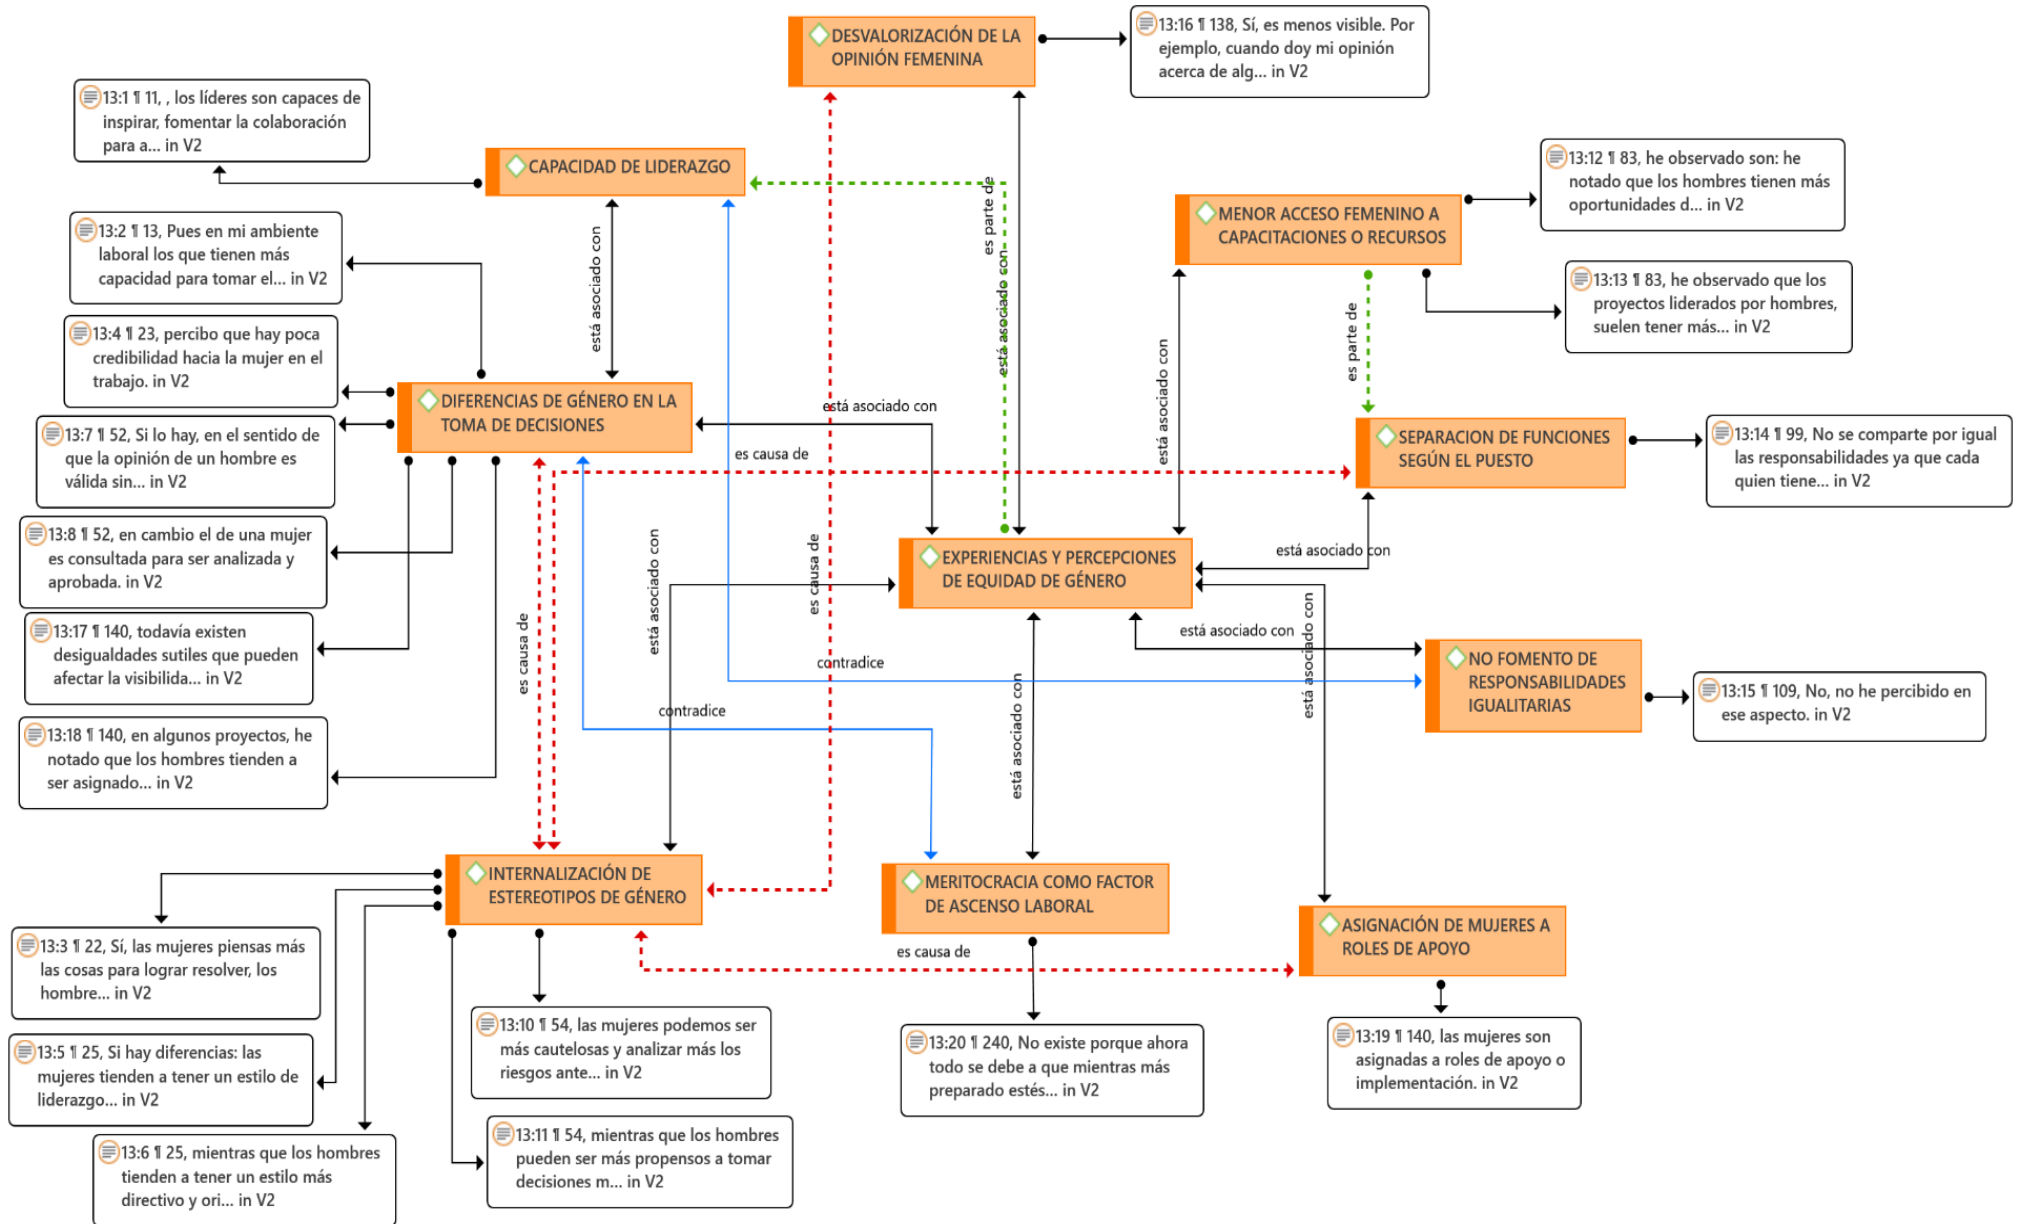 DESVALORIZACIÓN DE LA
OPINIÓN FEMENINA
13:16 ¶ 138, Sí, es menos visible. Por
ejemplo, cuando doy mi opinión
acerca de alg... in V2
13:1 ¶ 11, , los líderes son capaces de
inspirar, fomentar la colaboración
para a... in V2
CAPACIDAD DE LIDERAZGO
13:12 ¶ 83, he observado son: he
notado que los hombres tienen más
oportunidades d... in V2
MENOR ACCESO FEMENINO A
CAPACITACIONES O RECURSOS
13:2 ¶ 13, Pues en mi ambiente
laboral los que tienen más
capacidad para tomar el... in V2
está asociado con
es parte de
está asociado con
13:13 ¶ 83, he observado que los
proyectos liderados por hombres,
suelen tener más... in V2
13:4 ¶ 23, percibo que hay poca
credibilidad hacia la mujer en el
trabajo. in V2
es parte de
está asociado con
DIFERENCIAS DE GÉNERO EN LA
TOMA DE DECISIONES
está asociado con
SEPARACION DE FUNCIONES
SEGÚN EL PUESTO
13:14 ¶ 99, No se comparte por igual
las responsabilidades ya que cada
quien tiene... in V2
13:7 ¶ 52, Si lo hay, en el sentido de
que la opinión de un hombre es
válida sin... in V2
es causa de
13:8 ¶ 52, en cambio el de una mujer
es consultada para ser analizada y
aprobada. in V2
está asociado con
es causa de
EXPERIENCIAS Y PERCEPCIONES
DE EQUIDAD DE GÉNERO
está asociado con
13:17 ¶ 140, todavía existen
desigualdades sutiles que pueden
afectar la visibilida... in V2
es causa de
está asociado con
está asociado con
contradice
NO FOMENTO DE
RESPONSABILIDADES
IGUALITARIAS
13:15 ¶ 109, No, no he percibido en
ese aspecto. in V2
13:18 ¶ 140, en algunos proyectos, he
notado que los hombres tienden a
ser asignado... in V2
contradice
está asociado con
INTERNALIZACIÓN DE
ESTEREOTIPOS DE GÉNERO
MERITOCRACIA COMO FACTOR
DE ASCENSO LABORAL
ASIGNACIÓN DE MUJERES A
ROLES DE APOYO
es causa de
13:3 ¶ 22, Sí, las mujeres piensas más
las cosas para lograr resolver, los
hombre... in V2
13:10 ¶ 54, las mujeres podemos ser
más cautelosas y analizar más los
riesgos ante... in V2
13:20 ¶ 240, No existe porque ahora
todo se debe a que mientras más
preparado estés... in V2
13:19 ¶ 140, las mujeres son
asignadas a roles de apoyo o
implementación. in V2
13:5 ¶ 25, Si hay diferencias: las
mujeres tienden a tener un estilo de
liderazgo... in V2
13:11 ¶ 54, mientras que los hombres
pueden ser más propensos a tomar
decisiones m... in V2
13:6 ¶ 25, mientras que los hombres
tienden a tener un estilo más
directivo y ori... in V2